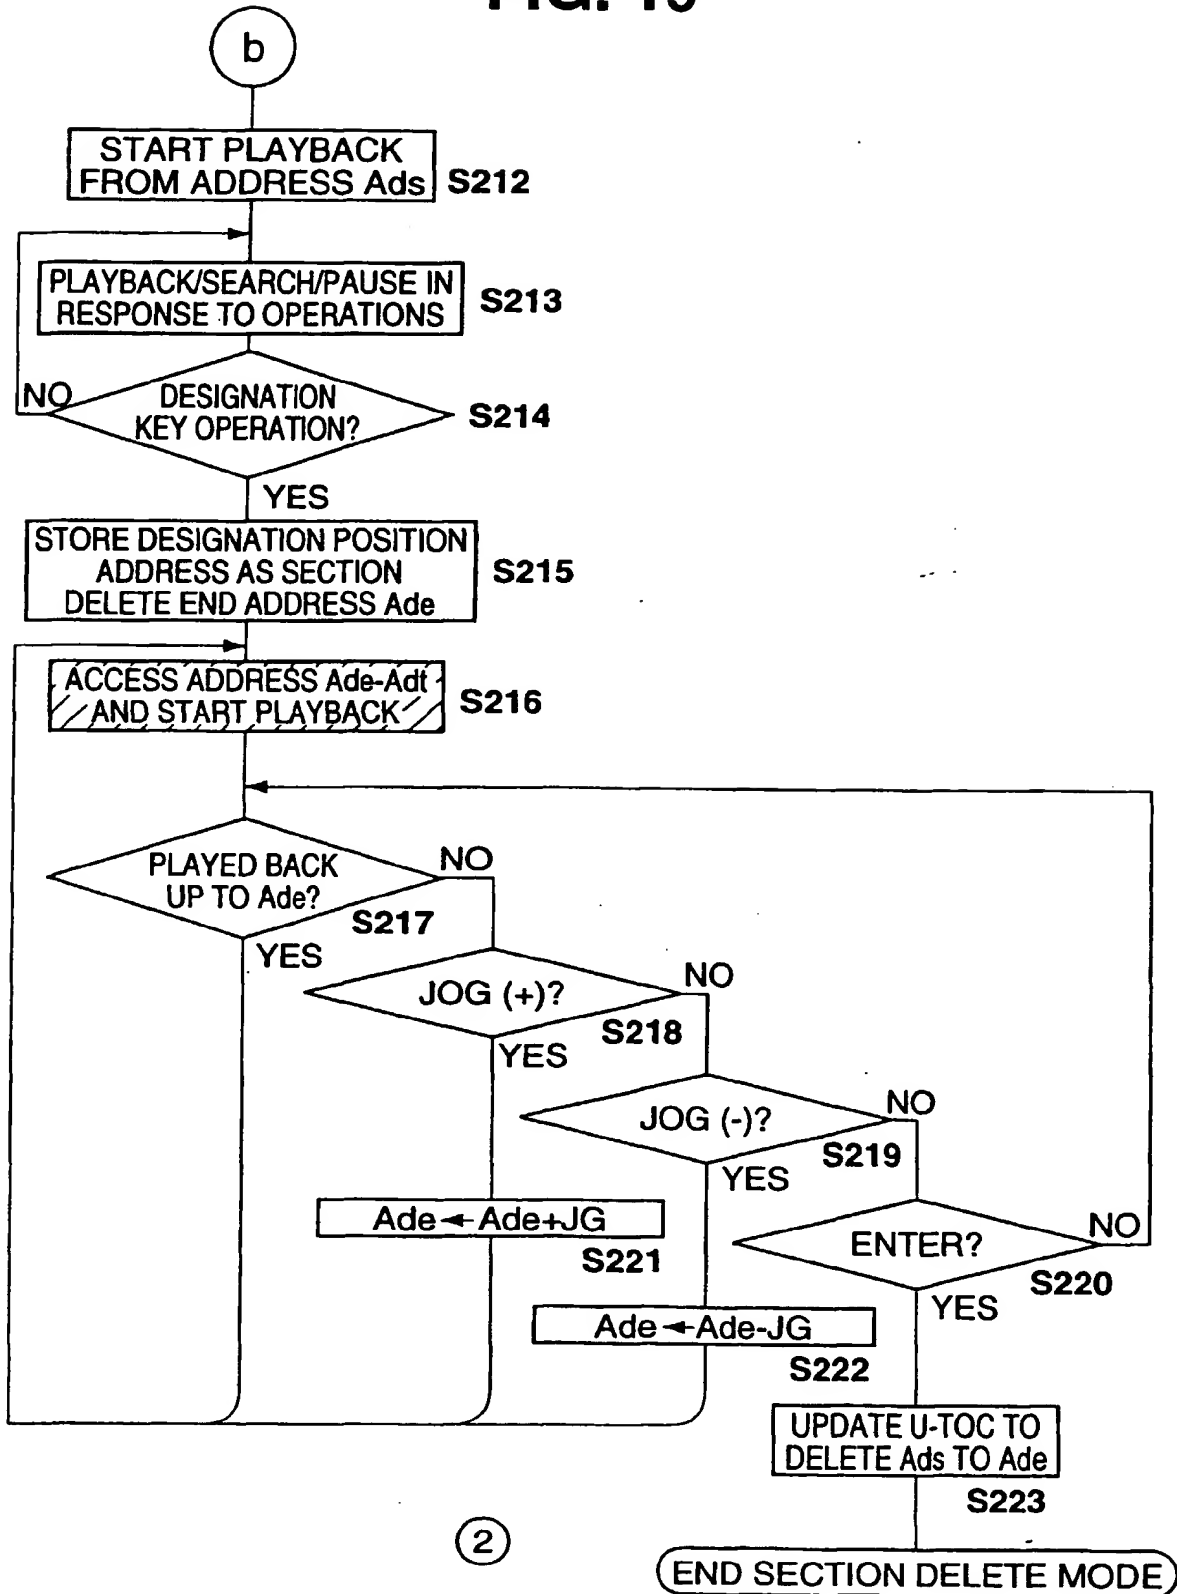 b
START PLAYBACK
FROM ADDRESS Ads
S212
PLAYBACK/SEARCH/PAUSE IN
RESPONSE TO OPERATIONS
S213
NO
DESIGNATION
KEY OPERATION?
S214
YES
STORE DESIGNATION POSITION
ADDRESS AS SECTION
DELETE END ADDRESS Ade
S215
ACCESS ADDRESS Ade-Adt
AND START PLAYBACK
S216
PLAYED BACK
UP TO Ade?
NO
S217
YES
JOG (+)?
NO
S218
YES
JOG (-)?
NO
S219
YES
Ade←Ade+JG
S221
ENTER?
NO
S220
YES
Ade←Ade-JG
S222
UPDATE U-TOC TO
DELETE Ads TO Ade
S223
2
END SECTION DELETE MODE